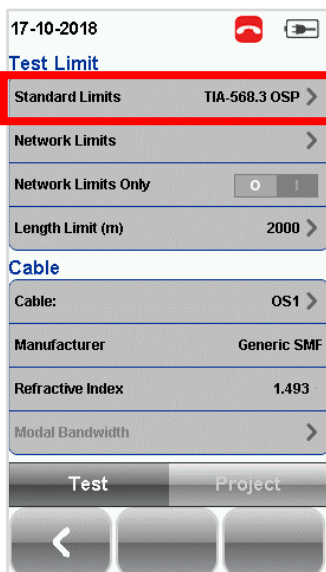 17-10-2018
Test Limit
Standard Limits TIA-568.3 OSP
Network Limits
Network Limits Only O I
Length Limit (m) 2000
Cable
Cable: OS1
Manufacturer Generic SMF
Refractive Index 1.493
Modal Bandwidth
Test Project